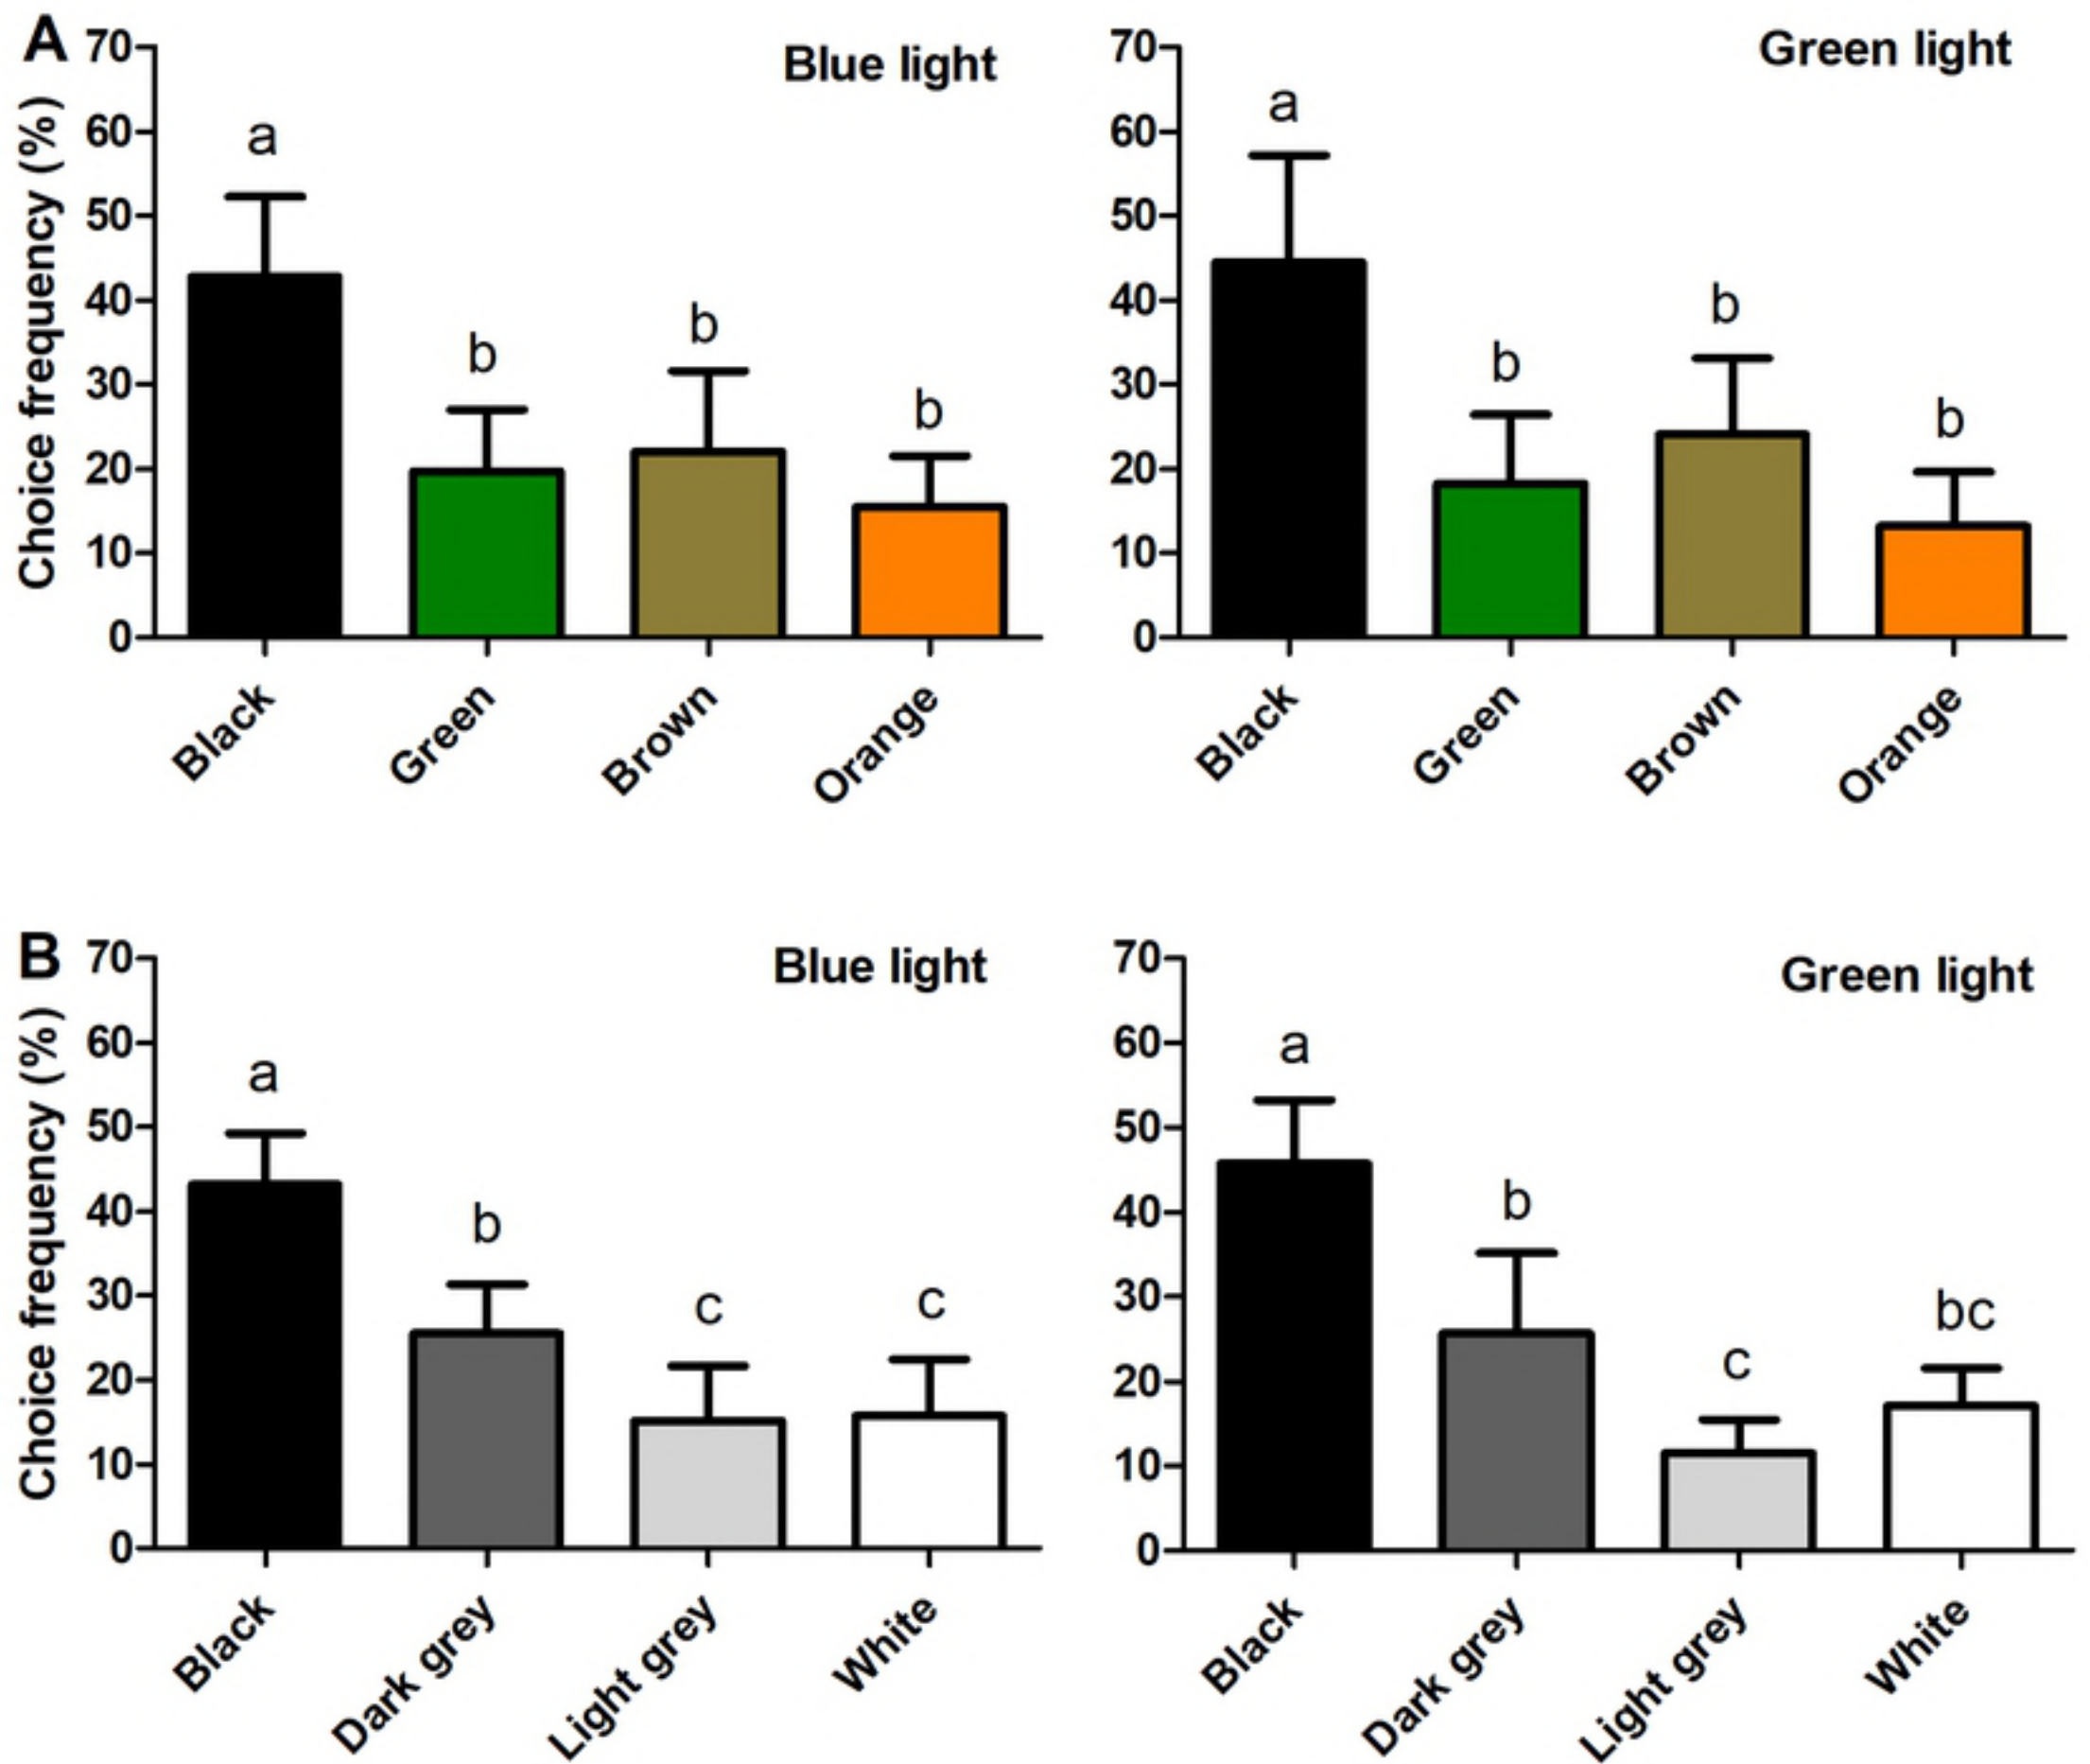 A
Blue light
Choice frequency (%)
70
60
50
40
30
20
10
0
a
b
b
b
Black
Green
Brown
Orange
Green light
70
60
50
40
30
20
10
0
a
b
b
b
Black
Green
Brown
Orange
B
Blue light
Choice frequency (%)
70
60
50
40
30
20
10
0
a
b
c
c
Black
Dark grey
Light grey
White
Green light
70
60
50
40
30
20
10
0
a
b
c
bc
Black
Dark grey
Light grey
White